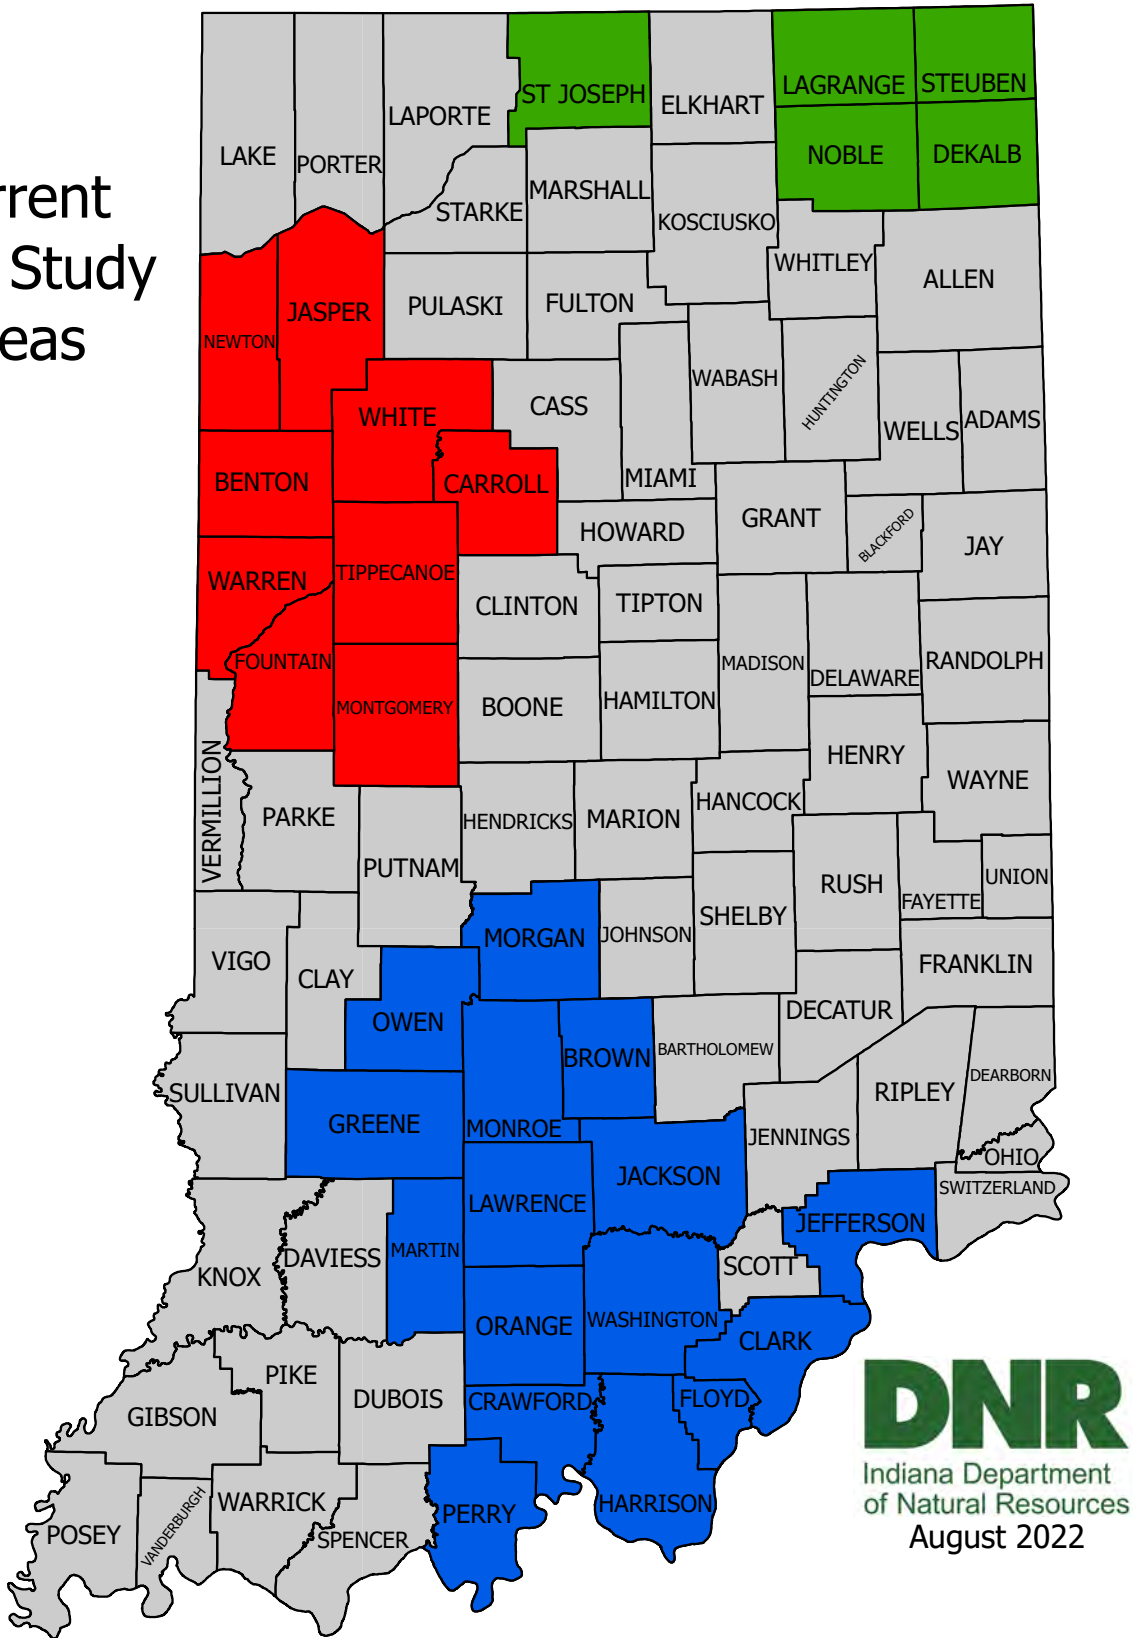 rrent
Study
eas
ST JOSEPH
LAGRANGE
STEUBEN
ELKHART
LAPORTE
LAKE
PORTER
NOBLE
DEKALB
MARSHALL
STARKE
KOSCIUSKO
WHITLEY
ALLEN
JASPER
PULASKI
FULTON
NEWTON
WABASH
HUNTINGTON
WHITE
CASS
WELLS
ADAMS
BENTON
CARROLL
MIAMI
GRANT
HOWARD
BLACKFORD
JAY
WARREN
TIPPECANOE
CLINTON
TIPTON
FOUNTAIN
MADISON
DELAWARE
RANDOLPH
MONTGOMERY
BOONE
HAMILTON
HENRY
VERMILLION
WAYNE
PARKE
HENDRICKS
MARION
HANCOCK
PUTNAM
RUSH
FAYETTE
UNION
MORGAN
JOHNSON
SHELBY
VIGO
CLAY
FRANKLIN
OWEN
DECATUR
BROWN
BARTHOLOMEW
SULLIVAN
RIPLEY
DEARBORN
GREENE
MONROE
JENNINGS
OHIO
JACKSON
LAWRENCE
SWITZERLAND
JEFFERSON
DAVIESS
MARTIN
SCOTT
KNOX
ORANGE
WASHINGTON
CLARK
PIKE
DUBOIS
CRAWFORD
FLOYD
GIBSON
WARRICK
PERRY
HARRISON
POSEY
VANDERBURGH
SPENCER
DNR
Indiana Department
of Natural Resources
August 2022